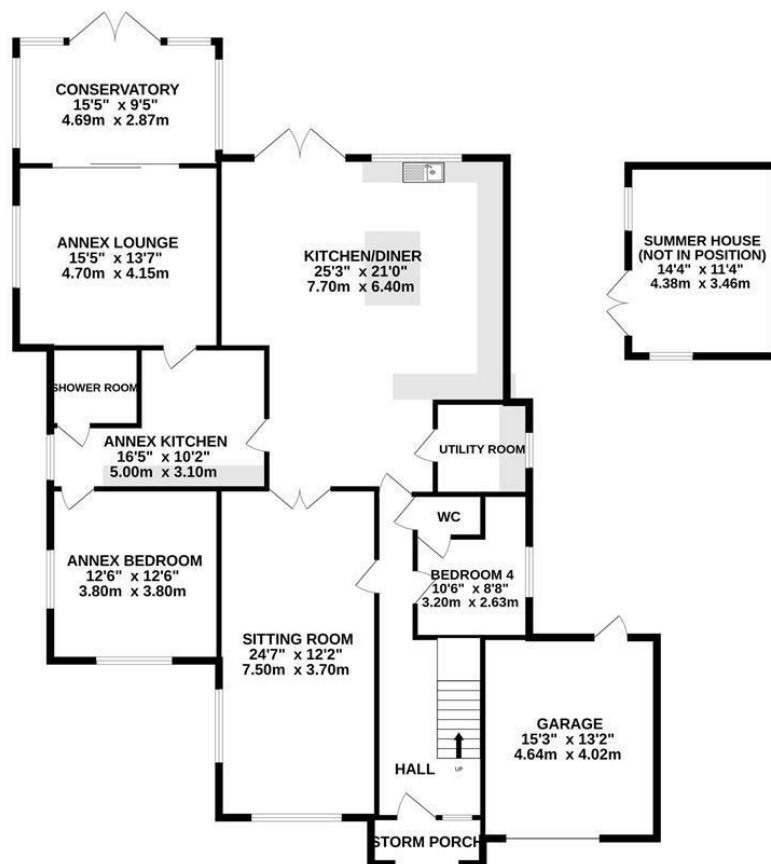 CONSERVATORY
15'5" x 9'5"
4.69m x 2.87m
ANNEX LOUNGE
15'5" x 13'7"
4.70m x 4.15m
KITCHEN/DINER
25'3" x 21'0"
7.70m x 6.40m
SUMMER HOUSE
(NOT IN POSITION)
14'4" x 11'4"
4.38m x 3.46m
SHOWER ROOM
ANNEX KITCHEN
16'5" x 10'2"
5.00m x 3.10m
UTILITY ROOM
WC
ANNEX BEDROOM
12'6" x 12'6"
3.80m x 3.80m
BEDROOM 4
10'6" x 8'8"
3.20m x 2.63m
SITTING ROOM
24'7" x 12'2"
7.50m x 3.70m
GARAGE
15'3" x 13'2"
4.64m x 4.02m
HALL
UP
STORM PORCH